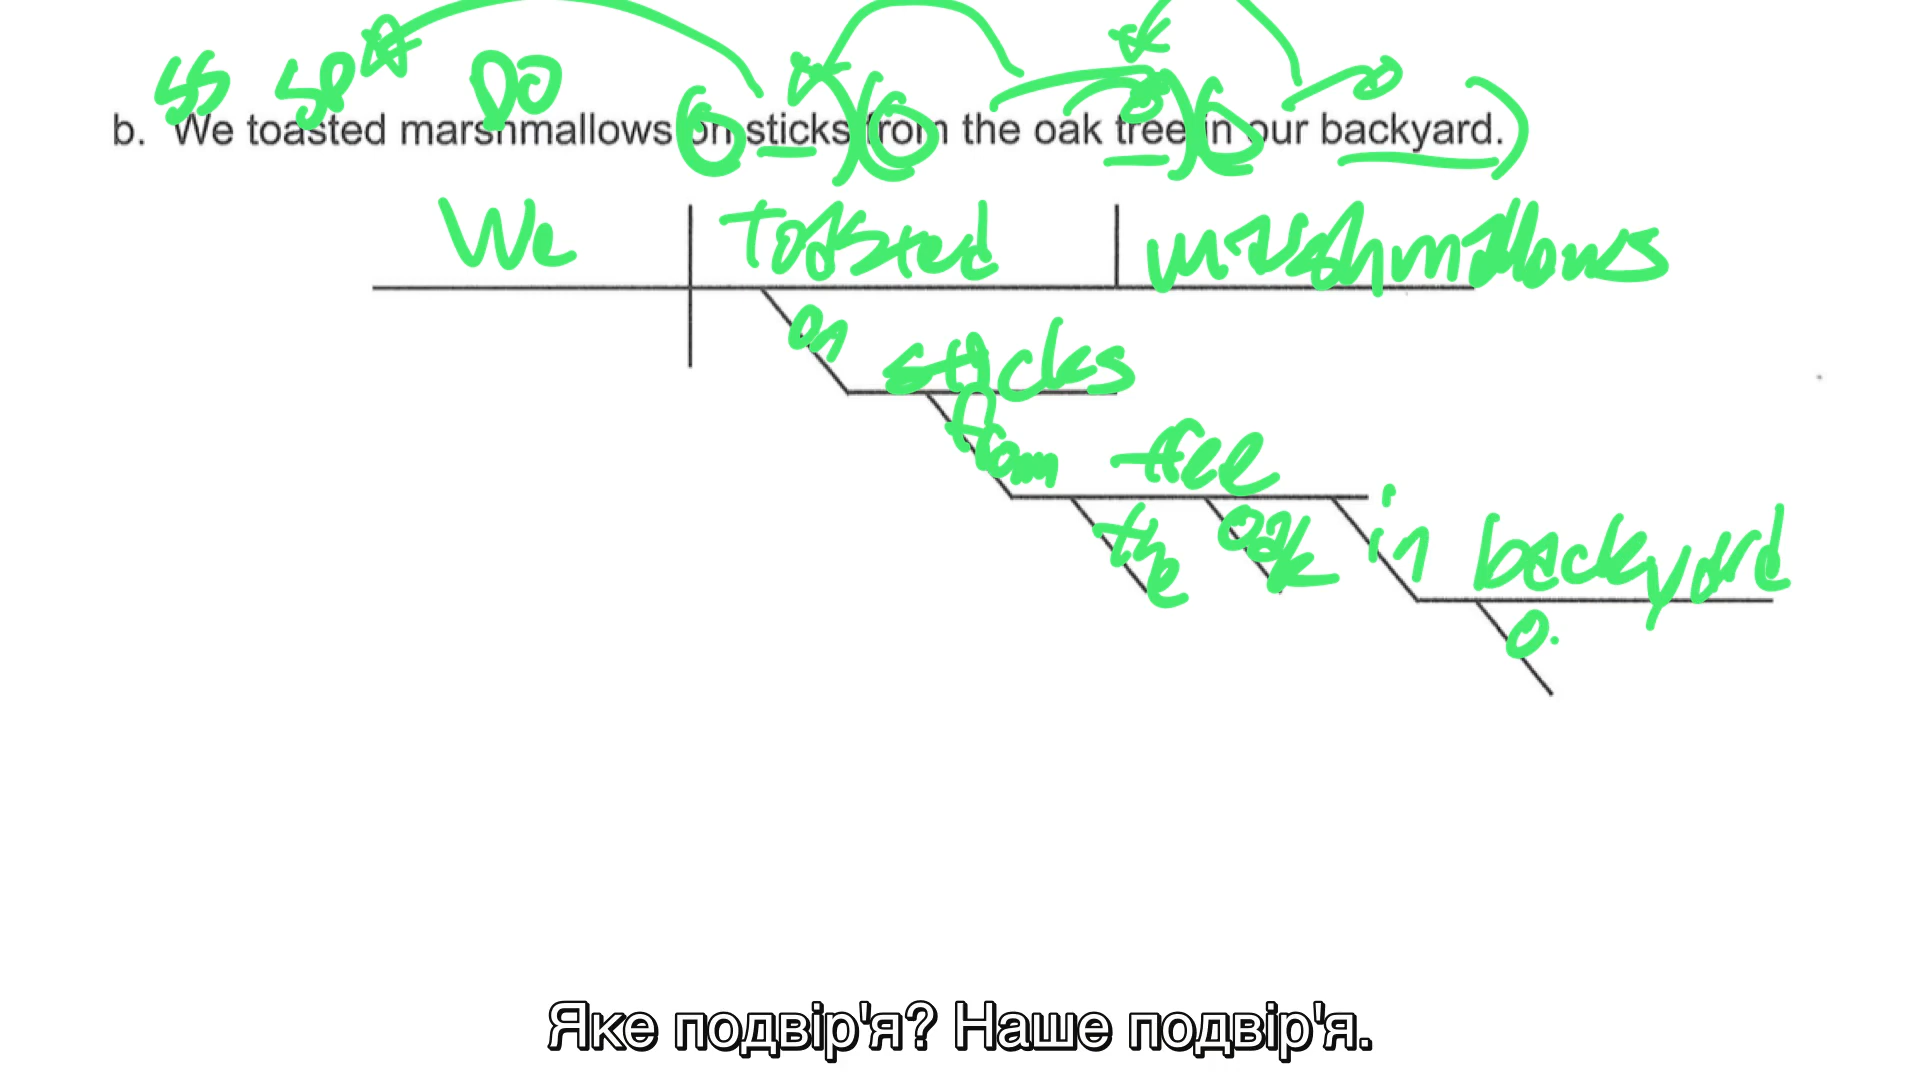 ss sp DO
b. We toasted marshmallows on sticks from the oak tree in our backyard.
We toasted marshmallows
on sticks
from tree
the oak in backyard
o
Яке подвір'я? Наше подвір'я.